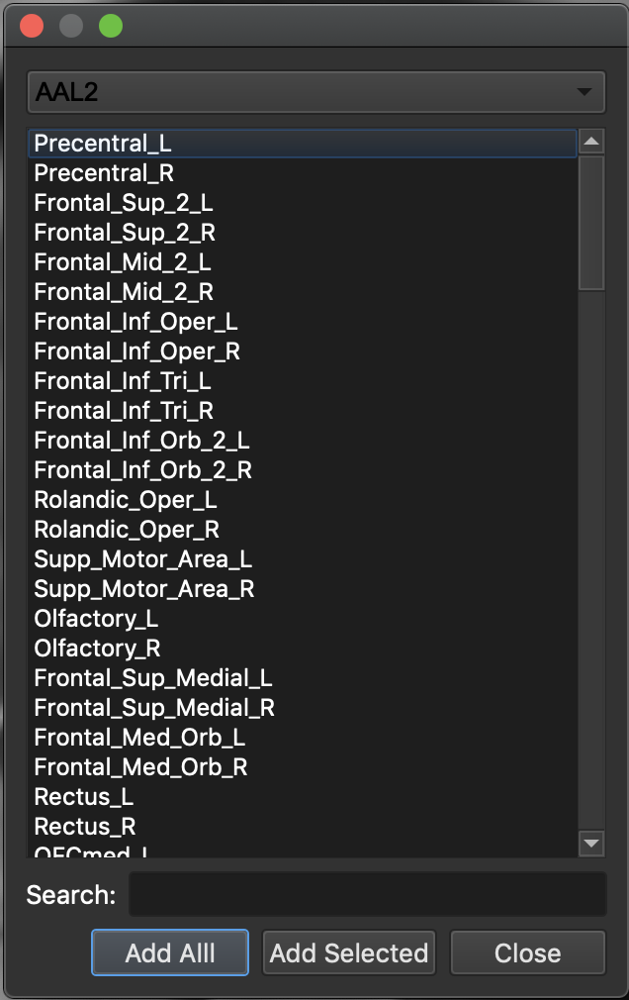 AAL2
Precentral_L
Precentral_R
Frontal_Sup_2_L
Frontal_Sup_2_R
Frontal_Mid_2_L
Frontal_Mid_2_R
Frontal_Inf_Oper_L
Frontal_Inf_Oper_R
Frontal_Inf_Tri_L
Frontal_Inf_Tri_R
Frontal_Inf_Orb_2_L
Frontal_Inf_Orb_2_R
Rolandic_Oper_L
Rolandic_Oper_R
Supp_Motor_Area_L
Supp_Motor_Area_R
Olfactory_L
Olfactory_R
Frontal_Sup_Medial_L
Frontal_Sup_Medial_R
Frontal_Med_Orb_L
Frontal_Med_Orb_R
Rectus_L
Rectus_R
OFCmed_L
Search:
Add Alll Add Selected Close